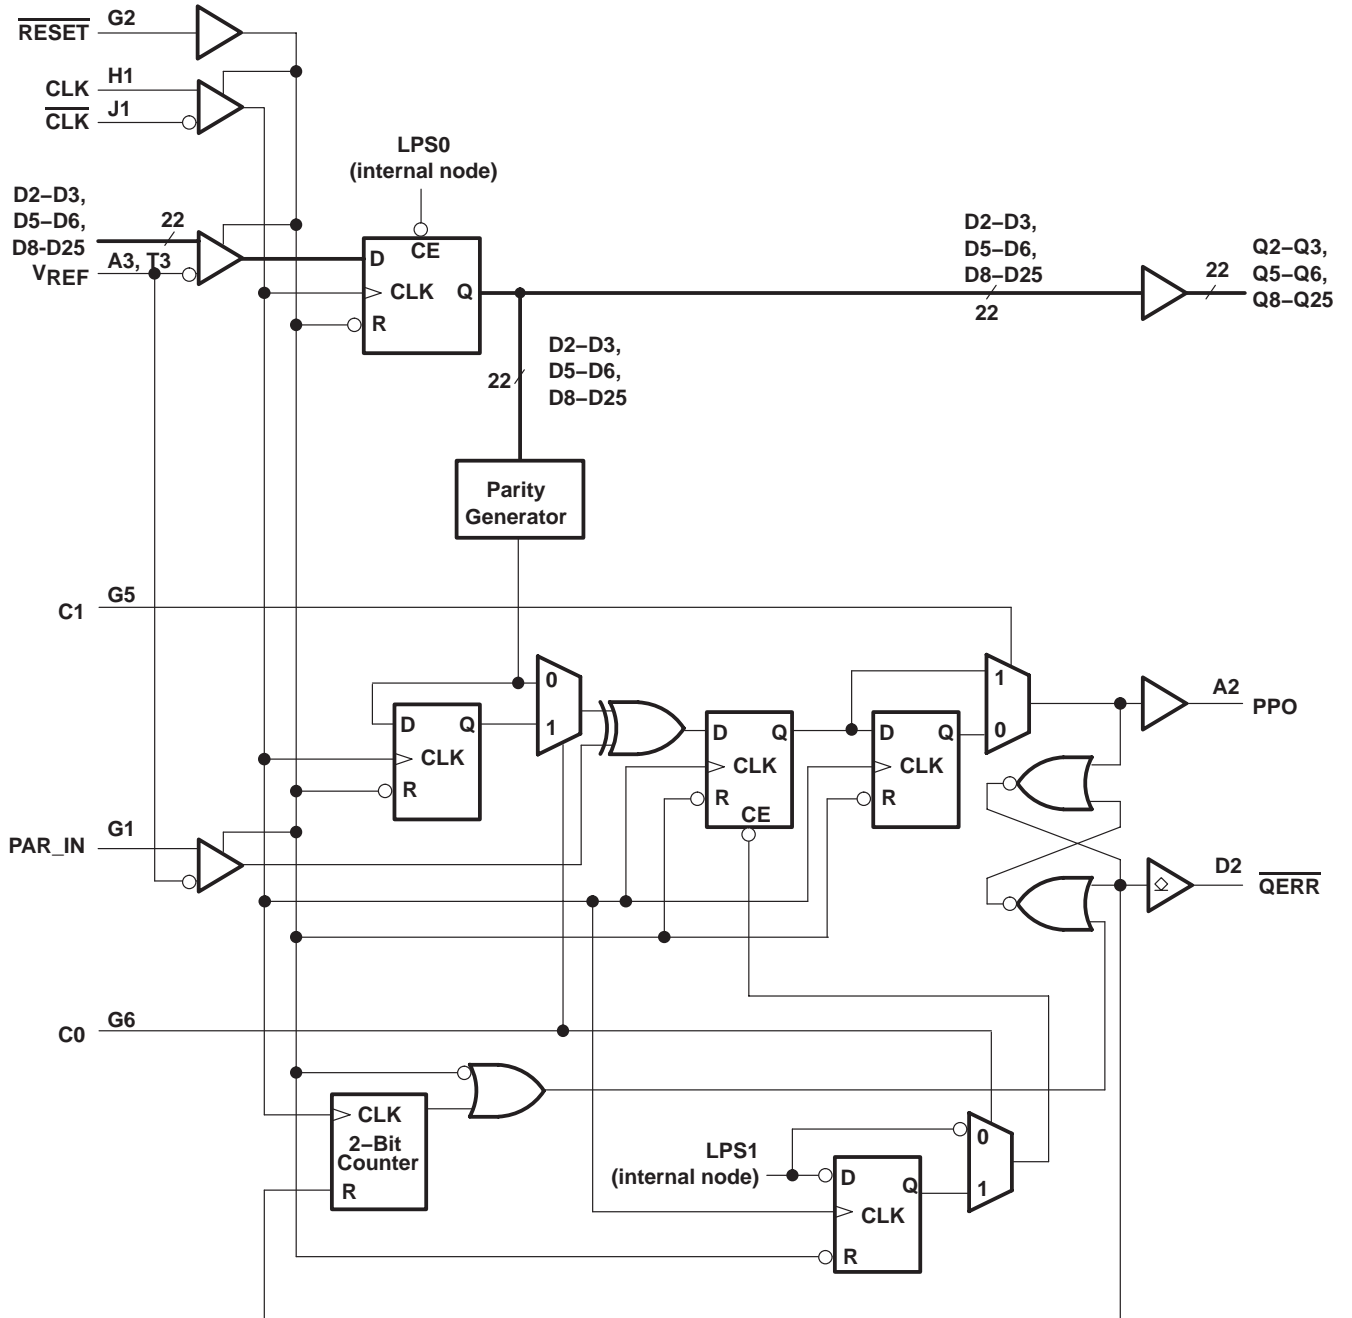 RESET G2
CLK H1
CLK J1
LPS0
(internal node)
D2–D3,
D5–D6,
D8-D25
22
VREF A3, T3
D
CE
CLK
Q
R
D2–D3,
D5–D6,
D8–D25
22
22
Q2–Q3,
Q5–Q6,
Q8–Q25
D2–D3,
D5–D6,
D8–D25
22
Parity
Generator
C1 G5
0
1
D Q
CLK
R
D Q
CLK
R
CE
D Q
CLK
R
1
0
A2
PPO
PAR_IN G1
D2
QERR
C0 G6
CLK
2–Bit
Counter
R
LPS1
(internal node)
D
Q
CLK
R
0
1